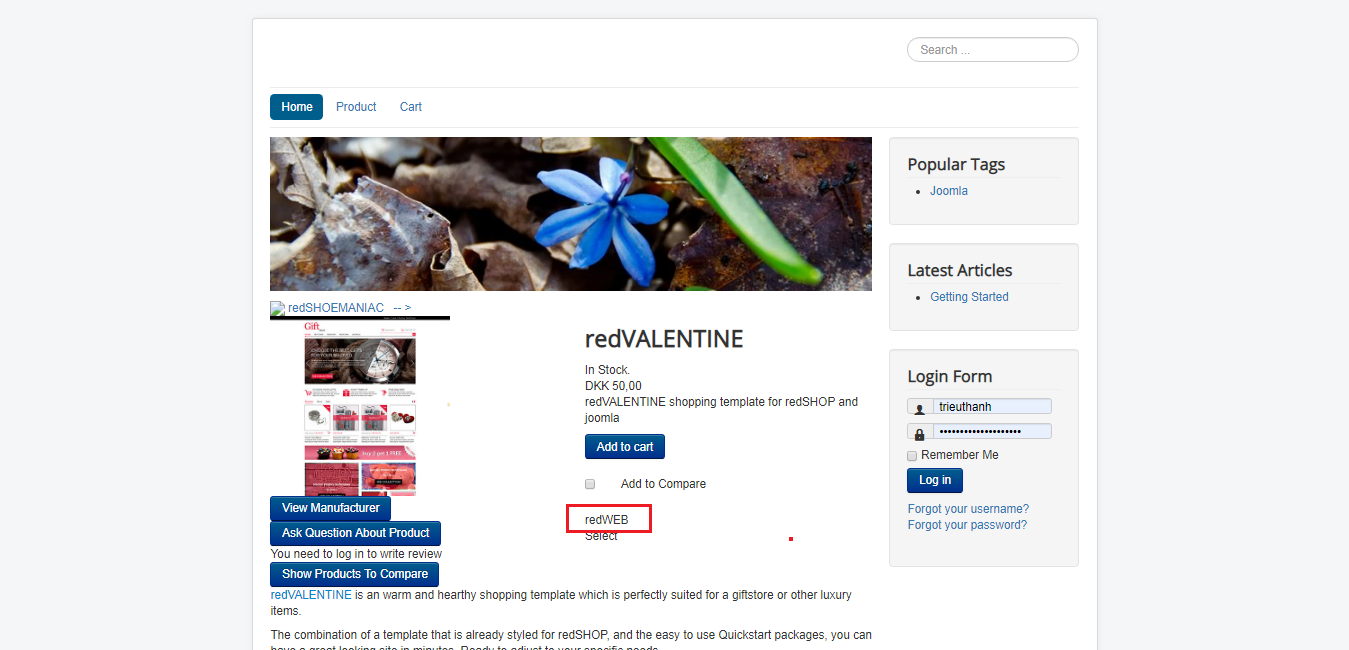 Search ...
Home Product Cart
Popular Tags
Joomla
Latest Articles
Getting Started
Login Form
trieuthanh
••••••••••••••••••••
Remember Me
Log in
Forgot your username?
Forgot your password?
redSHOEMANIAC -- >
Gift
View Manufacturer
Ask Question About Product
You need to log in to write review
Show Products To Compare
redVALENTINE
In Stock.
DKK 50,00
redVALENTINE shopping template for redSHOP and
joomla
Add to cart
Add to Compare
redWEB
Select
redVALENTINE is an warm and hearthy shopping template which is perfectly suited for a giftstore or other luxury
items.
The combination of a template that is already styled for redSHOP, and the easy to use Quickstart packages, you can
have a great looking site in minutes. Ready to adjust to your specific needs.